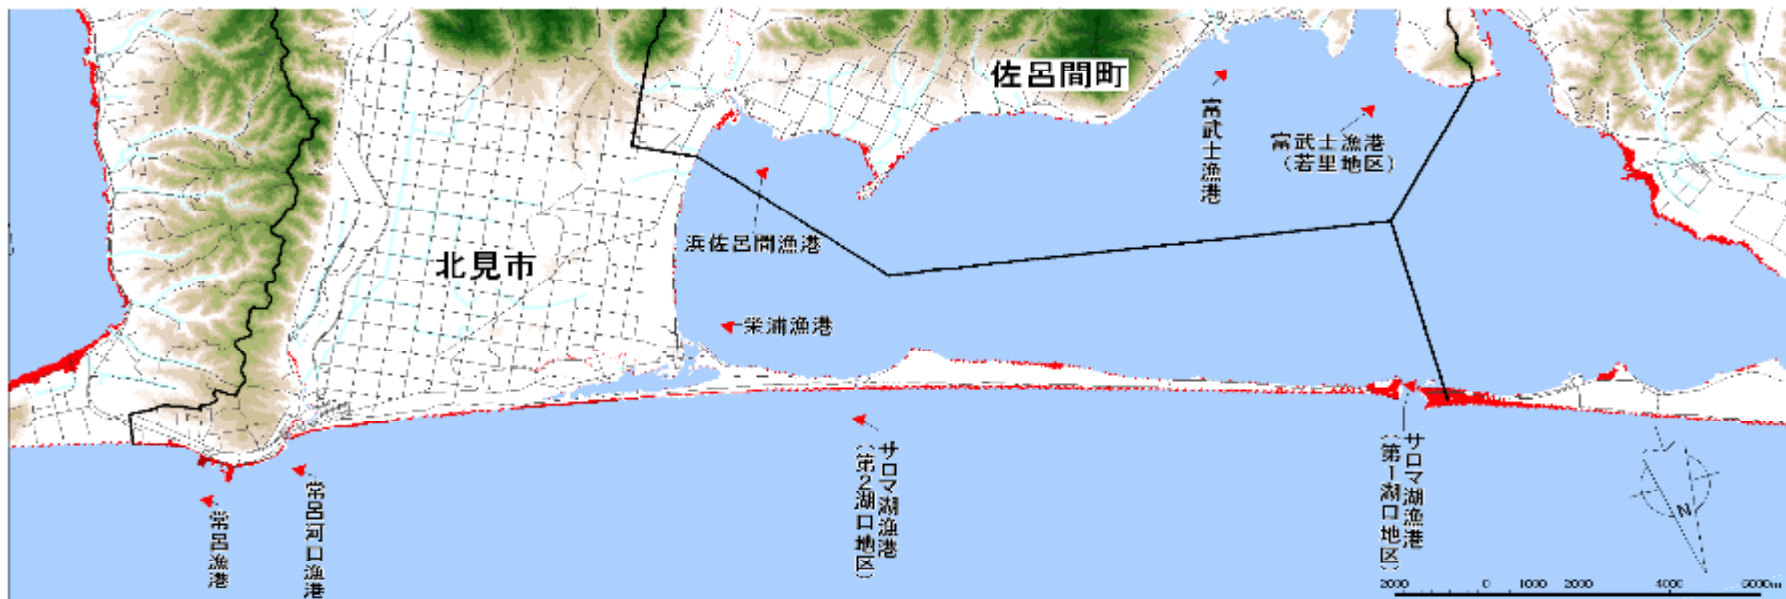 佐呂間町
富武士漁港
富武士漁港
(若里地区)
浜佐呂間漁港
北見市
栄浦漁港
サロマ湖漁港
(第2湖口地区)
サロマ湖漁港
(第1湖口地区)
常呂漁港
常呂河口漁港
N
2000 0 1000 2000 4000 6000m